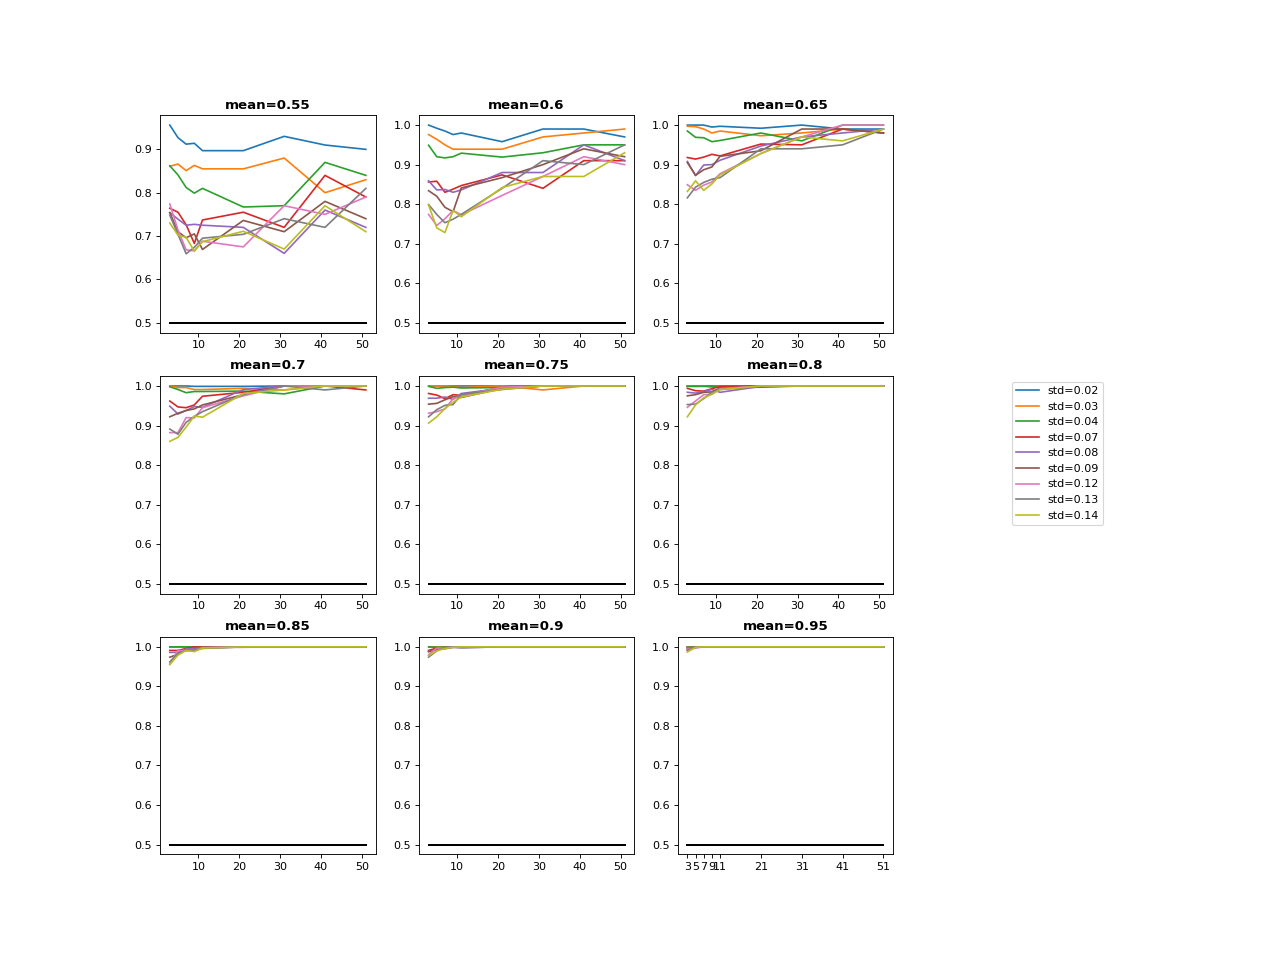 mean=0.55 mean=0.6 mean=0.65
0.9 1.0 1.0
0.8 0.9 0.9
0.7 0.8 0.8
0.6 0.7 0.7
0.5 0.6 0.6
0.5 0.5
10 20 30 40 50 10 20 30 40 50 10 20 30 40 50
mean=0.7 mean=0.75 mean=0.8
1.0 1.0 1.0
0.9 0.9 0.9
0.8 0.8 0.8
0.7 0.7 0.7
0.6 0.6 0.6
0.5 0.5 0.5
10 20 30 40 50 10 20 30 40 50 10 20 30 40 50
std=0.02
std=0.03
std=0.04
std=0.07
std=0.08
std=0.09
std=0.12
std=0.13
std=0.14
mean=0.85 mean=0.9 mean=0.95
1.0 1.0 1.0
0.9 0.9 0.9
0.8 0.8 0.8
0.7 0.7 0.7
0.6 0.6 0.6
0.5 0.5 0.5
10 20 30 40 50 10 20 30 40 50 3 5 7 9 11 21 31 41 51